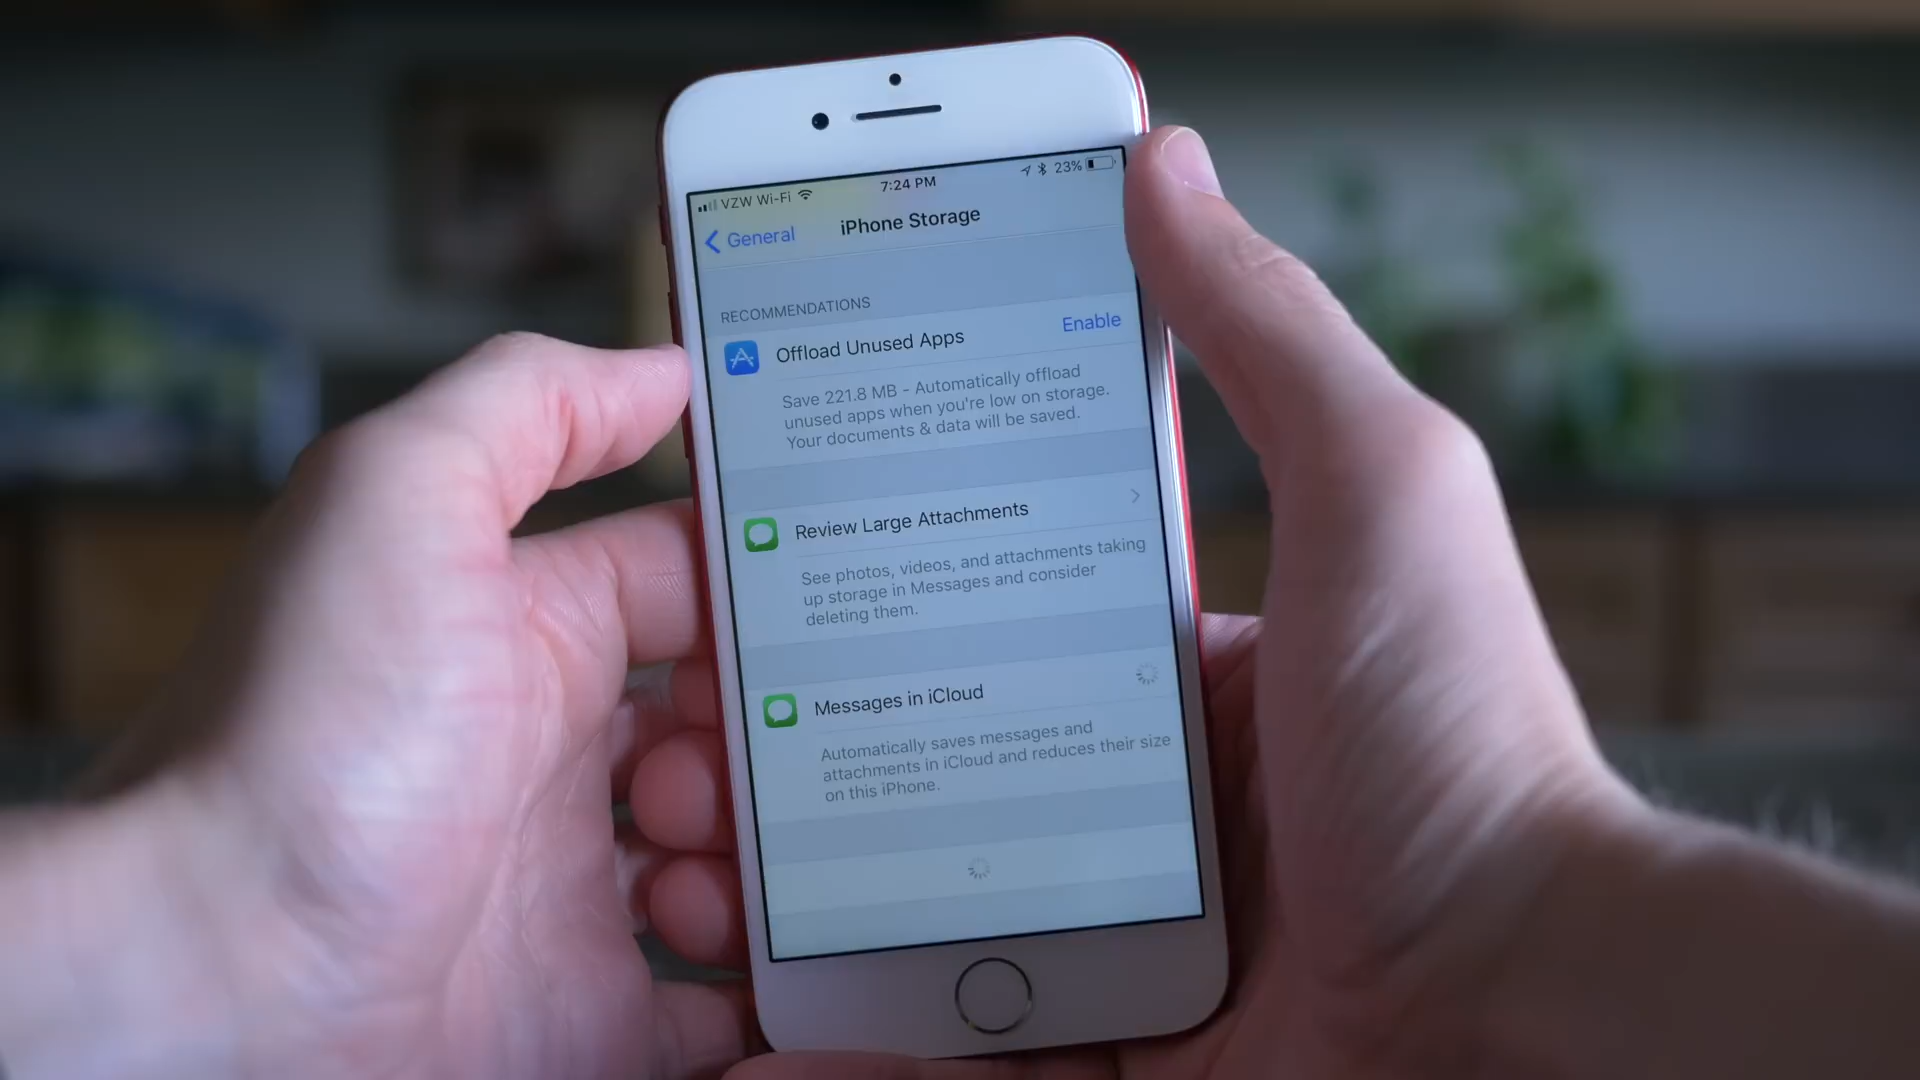 VZW Wi-Fi 7:24 PM 23%
General iPhone Storage
RECOMMENDATIONS
Offload Unused Apps Enable
Save 221.8 MB - Automatically offload
unused apps when you're low on storage.
Your documents & data will be saved.
Review Large Attachments
See photos, videos, and attachments taking
up storage in Messages and consider
deleting them.
Messages in iCloud
Automatically saves messages and
attachments in iCloud and reduces their size
on this iPhone.